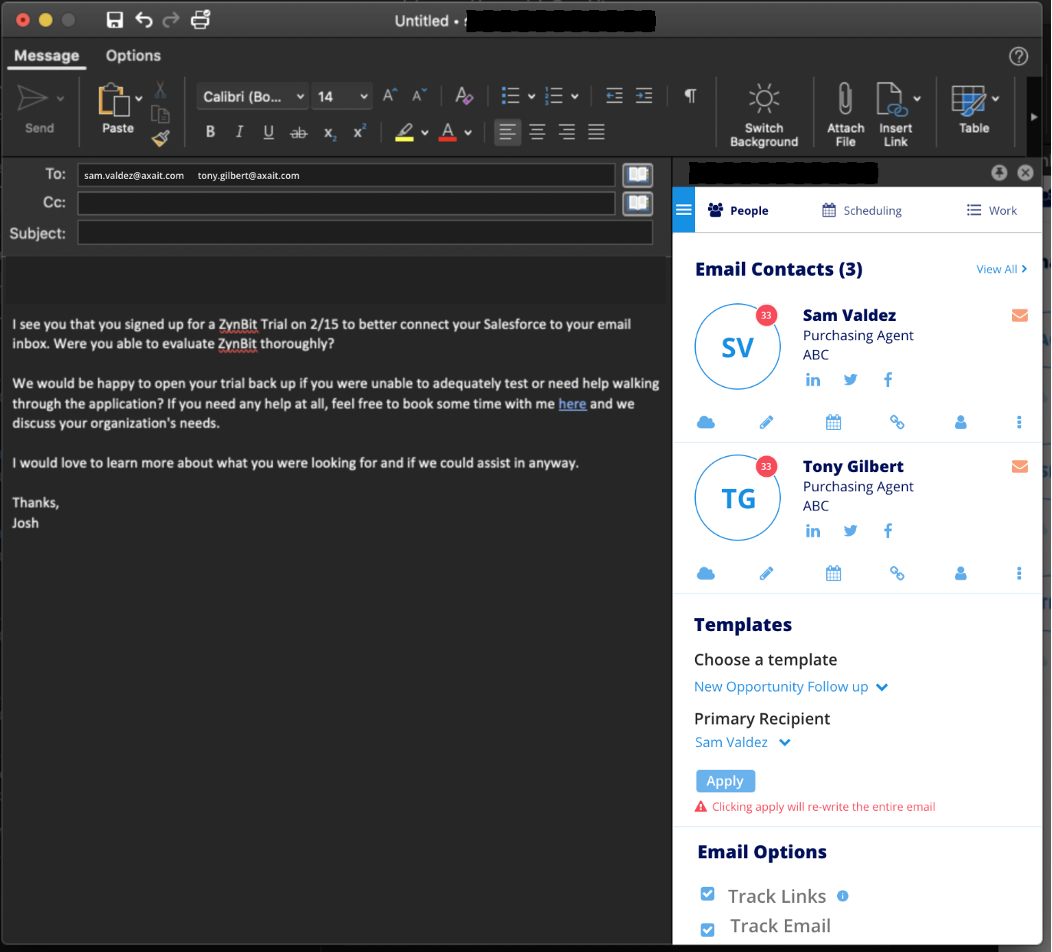 Untitled •
Message Options
Send
Paste
Calibri (Bo... 14
B I U ab x₂ x²
A
Switch
Background
Attach
File
Insert
Link
Table
To: sam.valdez@axait.com tony.gilbert@axait.com
Cc:
Subject:
I see you that you signed up for a ZynBit Trial on 2/15 to better connect your Salesforce to your email
inbox. Were you able to evaluate ZynBit thoroughly?
We would be happy to open your trial back up if you were unable to adequately test or need help walking
through the application? If you need any help at all, feel free to book some time with me here and we
discuss your organization's needs.
I would love to learn more about what you were looking for and if we could assist in anyway.
Thanks,
Josh
People Scheduling Work
Email Contacts (3) View All
SV 33
Sam Valdez
Purchasing Agent
ABC
TG 33
Tony Gilbert
Purchasing Agent
ABC
Templates
Choose a template
New Opportunity Follow up
Primary Recipient
Sam Valdez
Apply
Clicking apply will re-write the entire email
Email Options
Track Links
Track Email